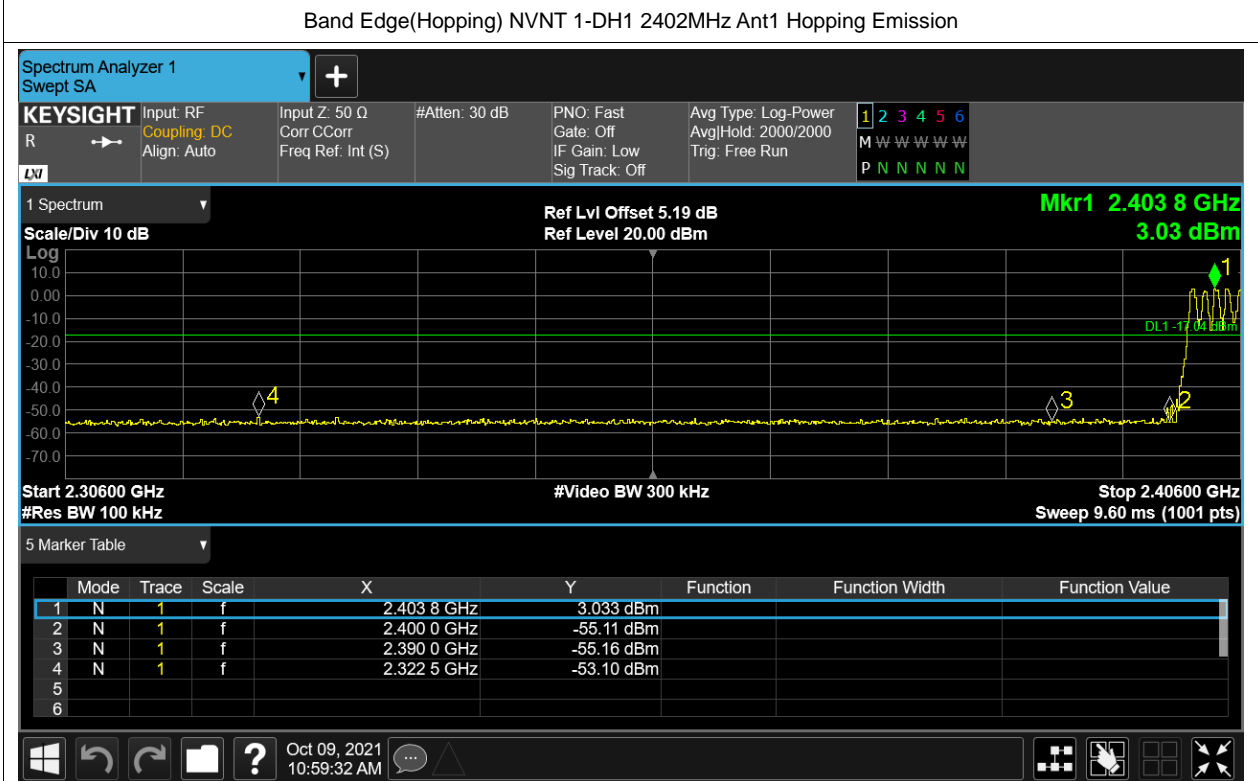 Band Edge(Hopping) NVNT 1-DH1 2402MHz Ant1 Hopping Emission
Spectrum Analyzer 1
Swept SA
KEYSIGHT
R
LXI
Input: RF
Coupling: DC
Align: Auto
Input Z: 50 Ω
Corr CCorr
Freq Ref: Int (S)
#Atten: 30 dB
PNO: Fast
Gate: Off
IF Gain: Low
Sig Track: Off
Avg Type: Log-Power
Avg|Hold: 2000/2000
Trig: Free Run
1 2 3 4 5 6
M W W W W W
P N N N N N
1 Spectrum
Scale/Div 10 dB
Ref Lvl Offset 5.19 dB
Ref Level 20.00 dBm
Mkr1 2.403 8 GHz
3.03 dBm
Log
10.0
0.00
-10.0
-20.0
-30.0
-40.0
-50.0
-60.0
-70.0
1
DL1 -17.04 dBm
4
3
2
Start 2.30600 GHz
#Video BW 300 kHz
Stop 2.40600 GHz
#Res BW 100 kHz
Sweep 9.60 ms (1001 pts)
5 Marker Table
Mode Trace Scale X Y Function Function Width Function Value
1 N 1 f 2.403 8 GHz 3.033 dBm
2 N 1 f 2.400 0 GHz -55.11 dBm
3 N 1 f 2.390 0 GHz -55.16 dBm
4 N 1 f 2.322 5 GHz -53.10 dBm
5
6
?
Oct 09, 2021
10:59:32 AM